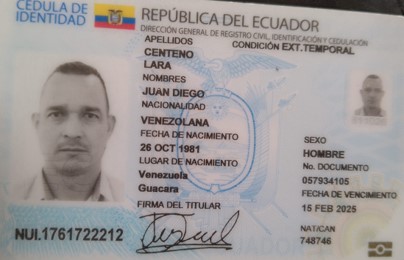 CÉDULA DE
IDENTIDAD
REPÚBLICA DEL ECUADOR
DIRECCIÓN GENERAL DE REGISTRO CIVIL, IDENTIFICACIÓN Y CEDULACIÓN
APELLIDOS
CONDICIÓN EXT.TEMPORAL
CENTENO
LARA
NOMBRES
JUAN DIEGO
NACIONALIDAD
VENEZOLANA
FECHA DE NACIMIENTO
26 OCT 1981
LUGAR DE NACIMIENTO
Venezuela
Guacara
FIRMA DEL TITULAR
SEXO
HOMBRE
No. DOCUMENTO
057934105
FECHA DE VENCIMIENTO
15 FEB 2025
NAT/CAN
748746
NUI.1761722212